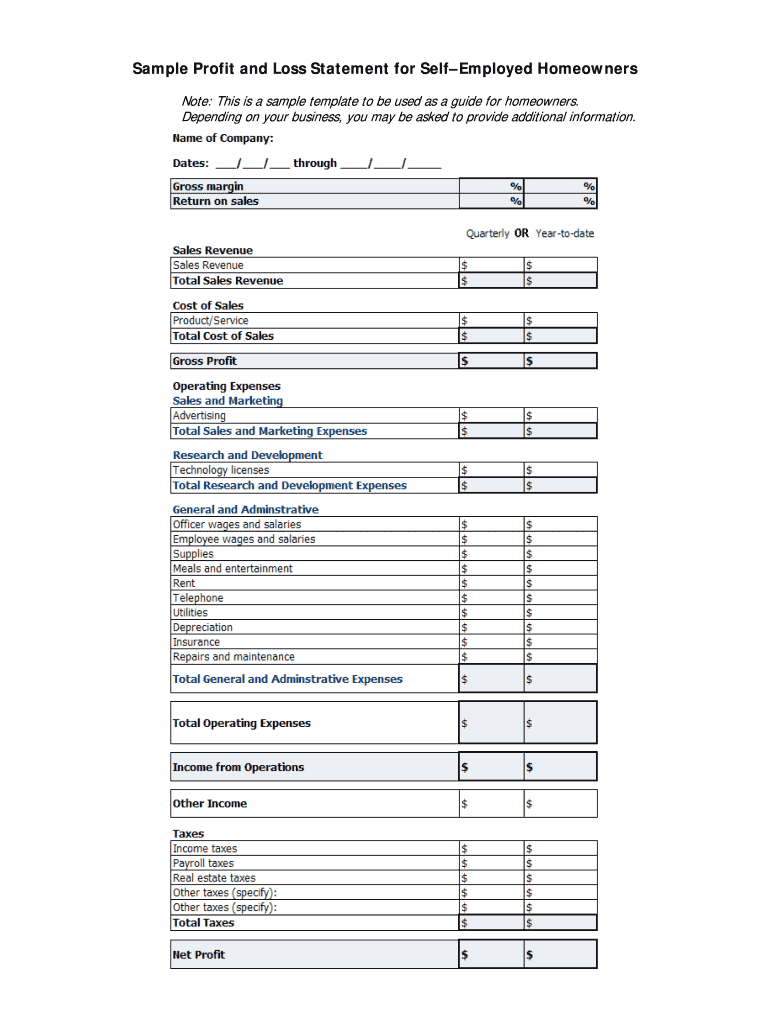 Sample Profit and Loss Statement for Self–Employed Homeowners
Note: This is a sample template to be used as a guide for homeowners.
Depending on your business, you may be asked to provide additional information.
Name of Company:
Dates: ___/___/___ through ____/____/_____
Gross margin % %
Return on sales % %
Quarterly OR Year-to-date
Sales Revenue
Sales Revenue $ $
Total Sales Revenue $ $
Cost of Sales
Product/Service $ $
Total Cost of Sales $ $
Gross Profit $ $
Operating Expenses
Sales and Marketing
Advertising $ $
Total Sales and Marketing Expenses $ $
Research and Development
Technology licenses $ $
Total Research and Development Expenses $ $
General and Adminstrative
Officer wages and salaries $ $
Employee wages and salaries $ $
Supplies $ $
Meals and entertainment $ $
Rent $ $
Telephone $ $
Utilities $ $
Depreciation $ $
Insurance $ $
Repairs and maintenance $ $
Total General and Adminstrative Expenses $ $
Total Operating Expenses $ $
Income from Operations $ $
Other Income $ $
Taxes
Income taxes $ $
Payroll taxes $ $
Real estate taxes $ $
Other taxes (specify): $ $
Other taxes (specify): $ $
Total Taxes $ $
Net Profit $ $